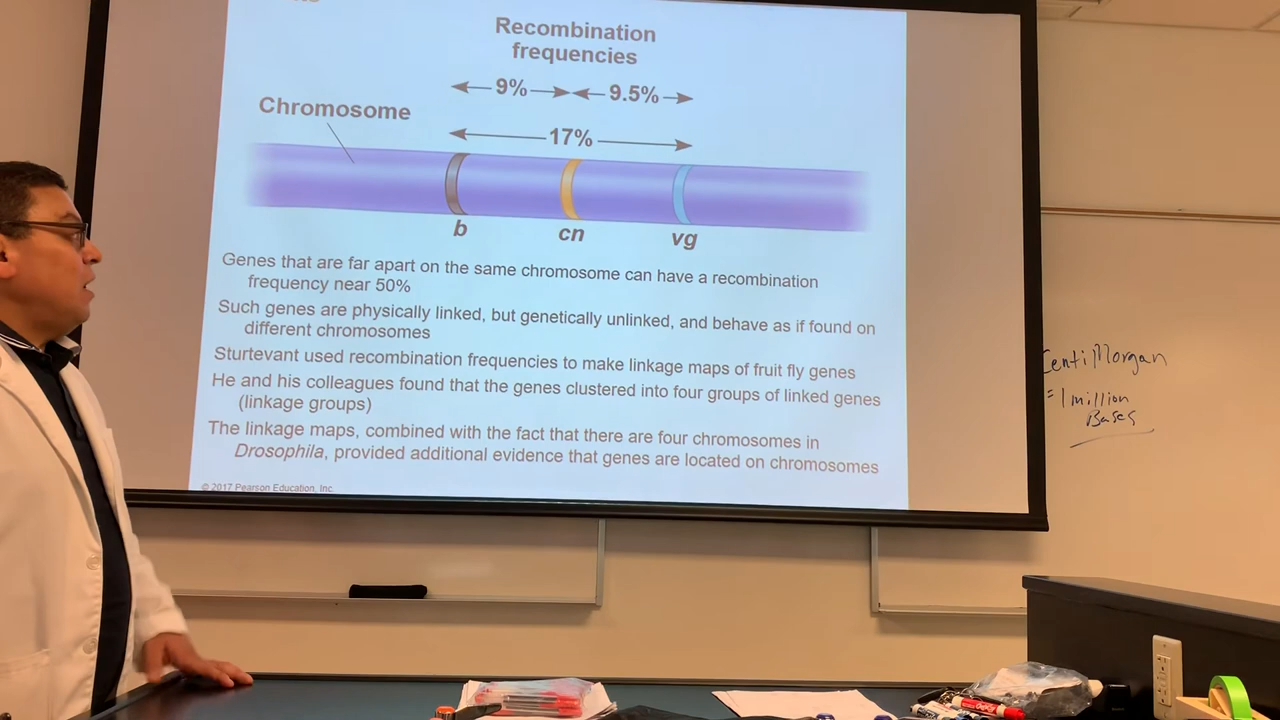 Recombination
frequencies
9% 9.5%
Chromosome
17%
b cn vg
Genes that are far apart on the same chromosome can have a recombination
frequency near 50%
Such genes are physically linked, but genetically unlinked, and behave as if found on
different chromosomes
Sturtevant used recombination frequencies to make linkage maps of fruit fly genes
He and his colleagues found that the genes clustered into four groups of linked genes
(linkage groups)
The linkage maps, combined with the fact that there are four chromosomes in
Drosophila, provided additional evidence that genes are located on chromosomes
© 2017 Pearson Education, Inc.
CentiMorgan
= 1 million
Bases